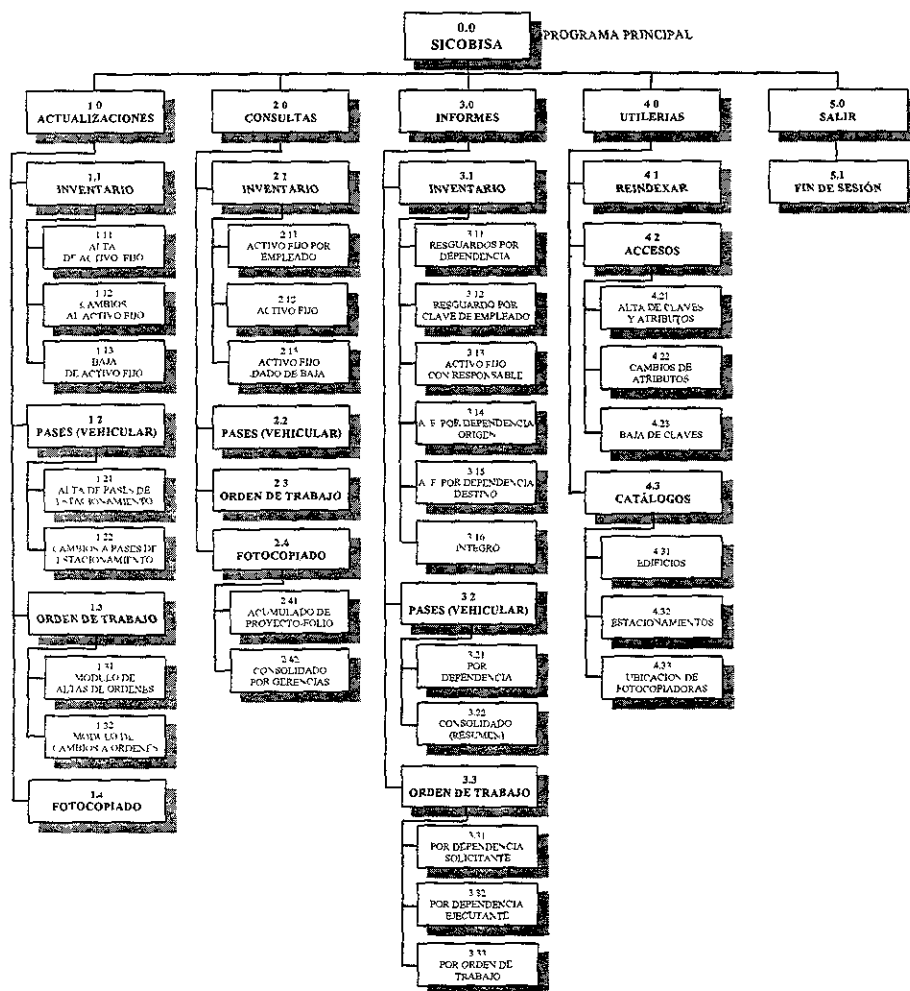 0.0
SICOBISA
PROGRAMA PRINCIPAL
1 0
ACTUALIZACIONES
1.1
INVENTARIO
1.11
ALTA
DE ACTIVO FIJO
1.12
CAMBIOS
AL ACTIVO FIJO
1.13
BAJA
DE ACTIVO FIJO
1.2
PASES (VEHICULAR)
1.21
ALTA DE PASES DE
ESTACIONAMIENTO
1.22
CAMBIOS A PASES DE
ESTACIONAMIENTO
1.3
ORDEN DE TRABAJO
1.31
MODULO DE
ALTAS DE ORDENES
1.32
MODULO DE
CAMBIOS A ORDENES
1.4
FOTOCOPIADO
2 0
CONSULTAS
2.1
INVENTARIO
2.11
ACTIVO FIJO POR
EMPLEADO
2.12
ACTIVO FIJO
2.13
ACTIVO FIJO
DADO DE BAJA
2.2
PASES (VEHICULAR)
2.3
ORDEN DE TRABAJO
2.4
FOTOCOPIADO
2.41
ACUMULADO DE
PROYECTO-FOLIO
2.42
CONSOLIDADO
POR GERENCIAS
3.0
INFORMES
3.1
INVENTARIO
3.11
RESGUARDOS POR
DEPENDENCIA
3.12
RESGUARDO POR
CLAVE DE EMPLEADO
3.13
ACTIVO FIJO
CON RESPONSABLE
3.14
A. F. POR DEPENDENCIA
ORIGEN
3.15
A. F. POR DEPENDENCIA
DESTINO
3.16
INTEGRO
3.2
PASES (VEHICULAR)
3.21
POR
DEPENDENCIA
3.22
CONSOLIDADO
(RESUMEN)
3.3
ORDEN DE TRABAJO
3.31
POR DEPENDENCIA
SOLICITANTE
3.32
POR DEPENDENCIA
EJECUTANTE
3.33
POR ORDEN DE
TRABAJO
4 0
UTILERIAS
4.1
REINDEXAR
4.2
ACCESOS
4.21
ALTA DE CLAVES
Y ATRIBUTOS
4.22
CAMBIOS DE
ATRIBUTOS
4.23
BAJA DE CLAVES
4.3
CATÁLOGOS
4.31
EDIFICIOS
4.32
ESTACIONAMIENTOS
4.33
UBICACION DE
FOTOCOPIADORAS
5.0
SALIR
5.1
FIN DE SESIÓN